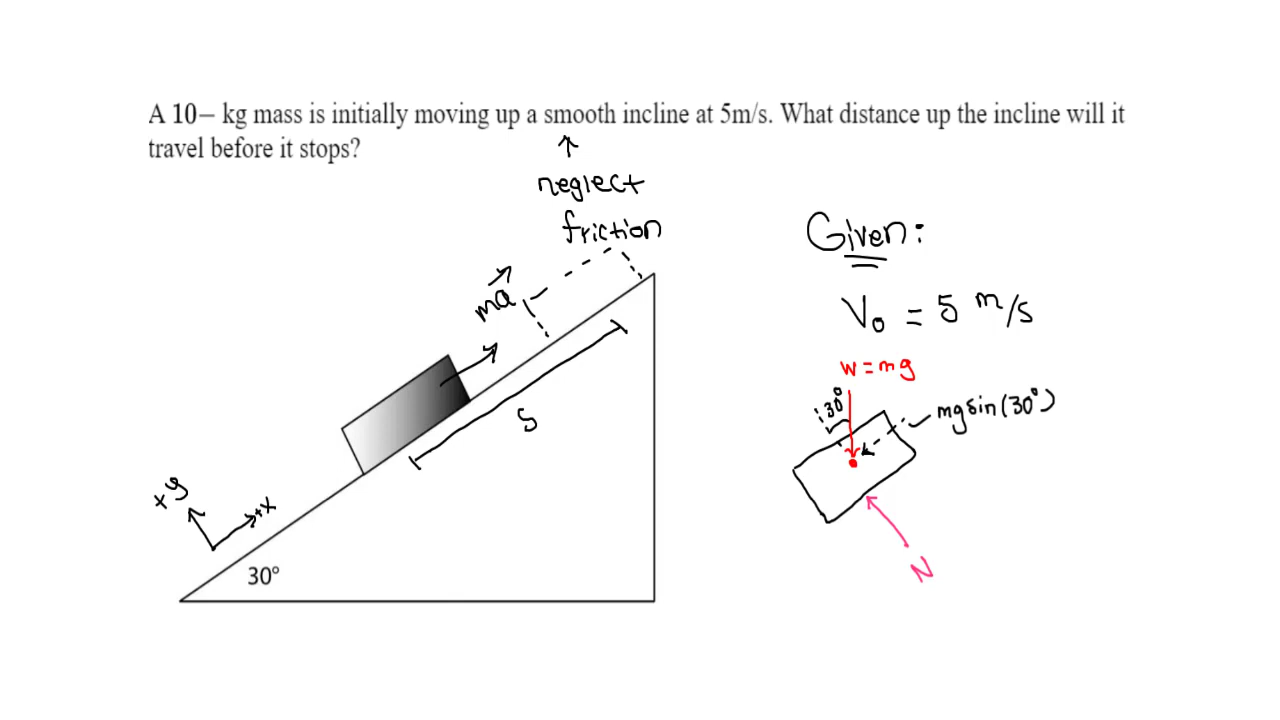 A 10– kg mass is initially moving up a smooth incline at 5m/s. What distance up the incline will it
travel before it stops?
neglect
friction
Given:
ma
V₀ = 5 m/s
w = mg
30°
mg sin(30°)
S
+y
+x
30°
N